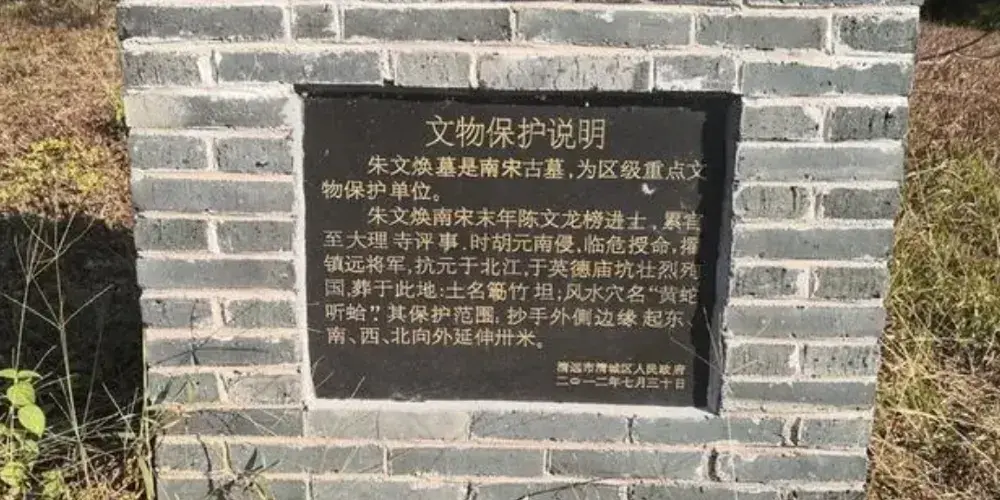 文物保护说明
朱文焕墓是南宋古墓,为区级重点文
物保护单位。
朱文焕南宋末年陈文龙榜进士,累官
至大理寺评事,时胡元南侵,临危授命,擢
镇远将军,抗元于北江,于英德庙坑壮烈殉
国,葬于此地:土名簕竹坦;风水穴名“黄蛇
听蛤”?其保护范围,抄手外侧边缘起东、
南、西、北向外延伸卅米。
清远市清城区人民政府
二〇一二年七月三十日